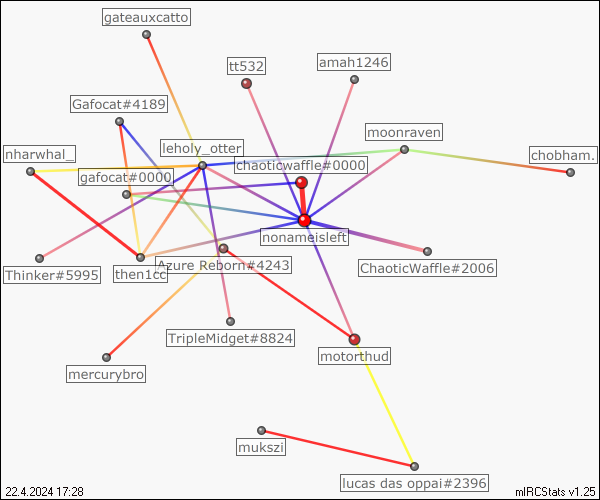 gateauxcatto
tt532
amah1246
Gafocat#4189
moonraven
nharwhal_
leholy_otter
chobham.
chaoticwaffle#0000
gafocat#0000
nonameisleft
Thinker#5995
then1cc
Azure Reborn#4243
ChaoticWaffle#2006
TripleMidget#8824
motorthud
mercurybro
mukszi
lucas das oppai#2396
22.4.2024 17:28
mIRCStats v1.25